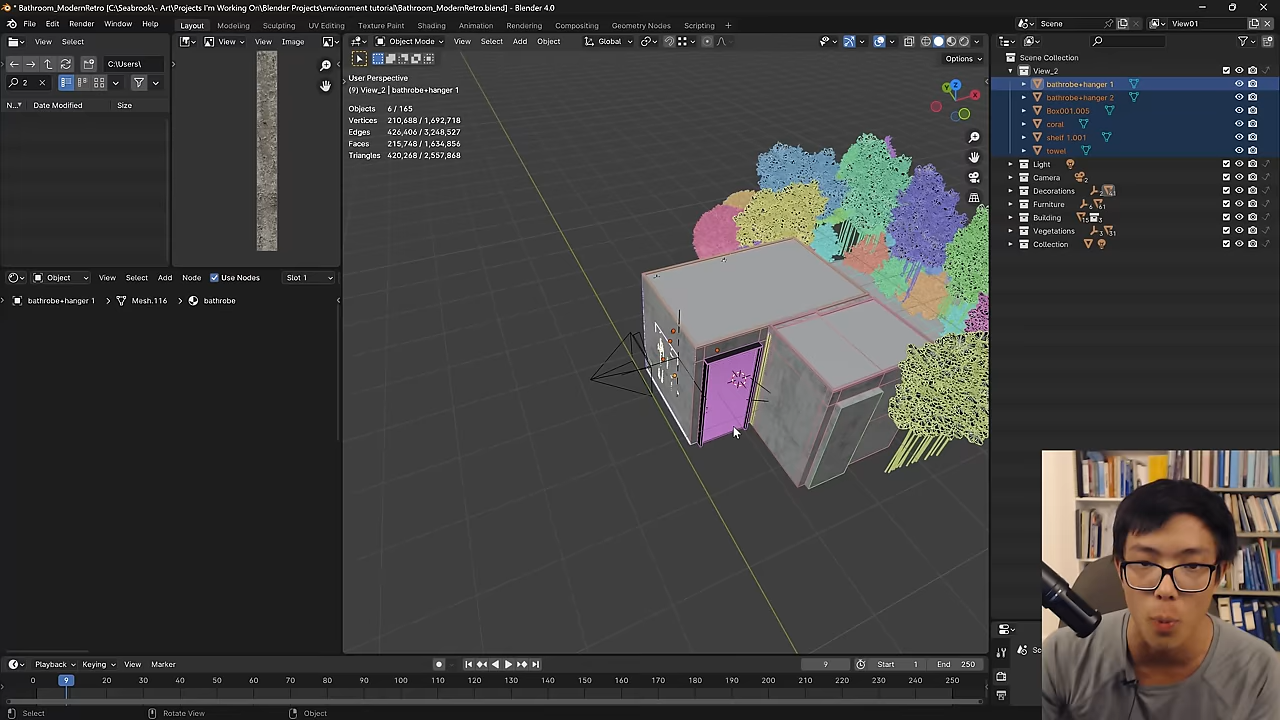 * Bathroom_ModernRetro [C:\Seabrook\- Art\Projects I'm Working On\Blender Projects\environment tutorial\Bathroom_ModernRetro.blend] - Blender 4.0
File Edit Render Window Help Layout Modeling Sculpting UV Editing Texture Paint Shading Animation Rendering Compositing Geometry Nodes Scripting + Scene View01
View Select View View Image Object Mode View Select Add Object Global
C:\Users\ Options
2
N... Date Modified Size
User Perspective
(9) View_2 | bathrobe+hanger 1
Objects 6 / 165
Vertices 210,688 / 1,692,718
Edges 426,406 / 3,248,527
Faces 215,748 / 1,634,856
Triangles 420,268 / 2,557,868
Scene Collection
View_2
bathrobe+hanger 1
bathrobe+hanger 2
Box001.005
coral
shelf 1.001
towel
Light
Camera
Decorations
Furniture
Building
Vegetations
Collection
Object View Select Add Node Use Nodes Slot 1
bathrobe+hanger 1 > Mesh.116 > bathrobe
Playback Keying View Marker 9 Start 1 End 250
0 9 20 30 40 50 60 70 80 90 100 110 120 130 140 150 160 170 180 190 200 210 220 230 240 250
Select Rotate View Object